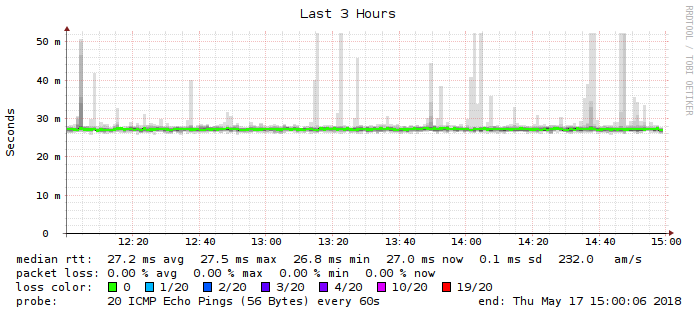 Last 3 Hours
RRDTOOL / TOBI OETIKER
Seconds
50 m
40 m
30 m
20 m
10 m
0
12:20 12:40 13:00 13:20 13:40 14:00 14:20 14:40 15:00
median rtt: 27.2 ms avg 27.5 ms max 26.8 ms min 27.0 ms now 0.1 ms sd 232.0 am/s
packet loss: 0.00 % avg 0.00 % max 0.00 % min 0.00 % now
loss color: 0 1/20 2/20 3/20 4/20 10/20 19/20
probe: 20 ICMP Echo Pings (56 Bytes) every 60s end: Thu May 17 15:00:06 2018